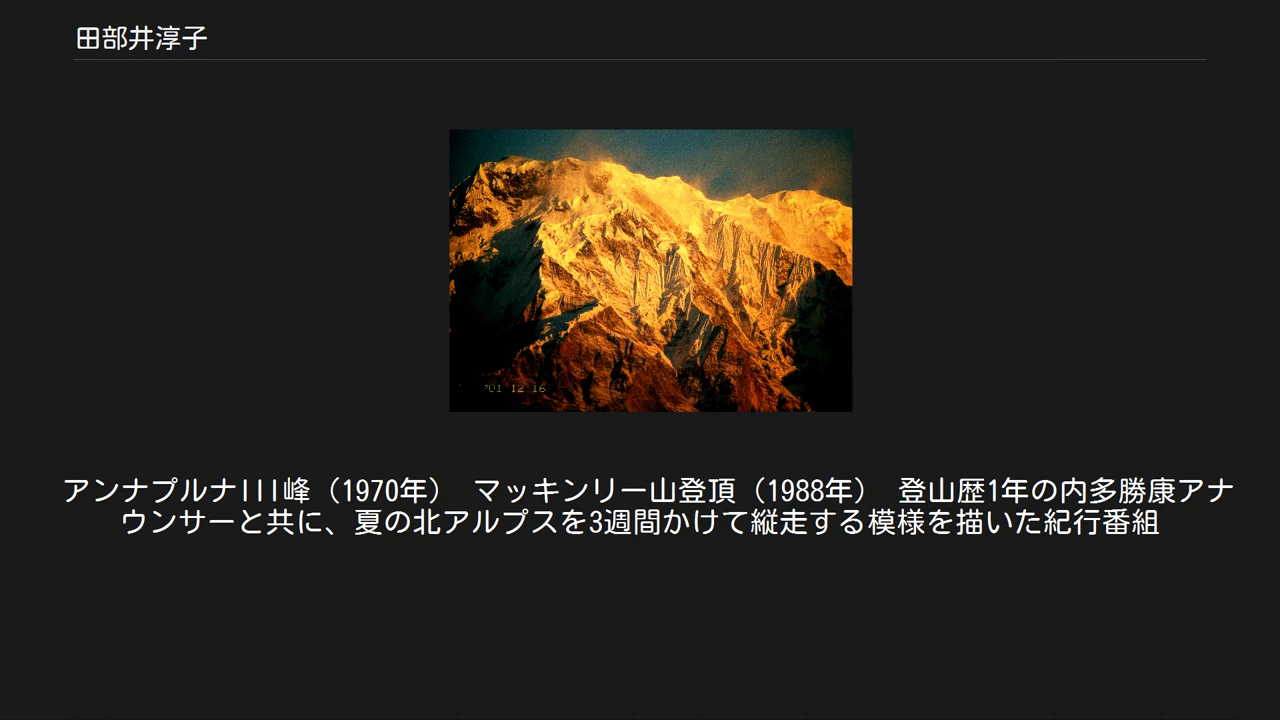 田部井淳子
'01 12 16
アンナプルナIII峰（1970年）　マッキンリー山登頂（1988年）　登山歴1年の内多勝康アナ
ウンサーと共に、夏の北アルプスを3週間かけて縦走する模様を描いた紀行番組